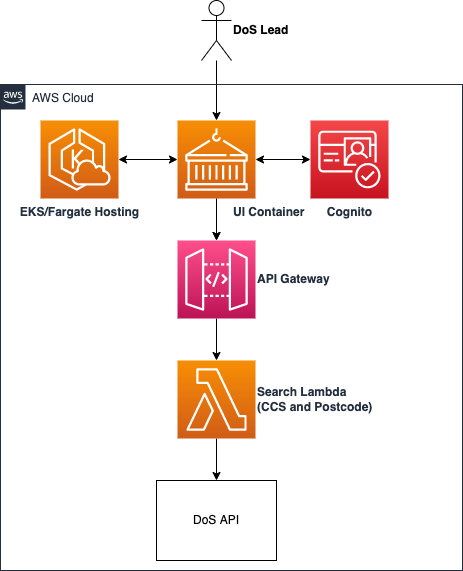 DoS Lead
aws
AWS Cloud
K
EKS/Fargate Hosting
UI Container
Cognito
</>
API Gateway
Search Lambda
(CCS and Postcode)
DoS API